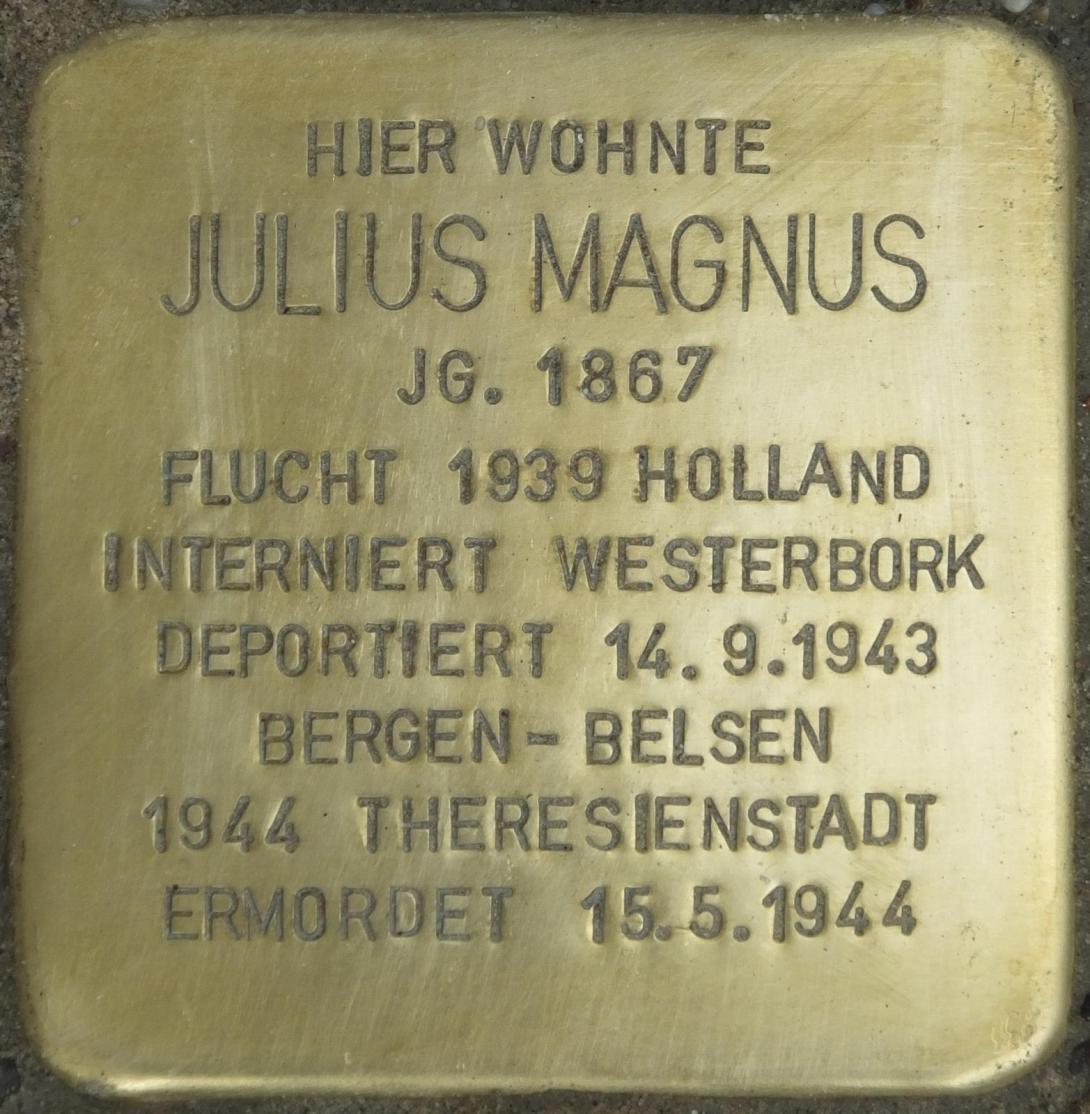 HIER WOHNTE
JULIUS MAGNUS
JG. 1867
FLUCHT 1939 HOLLAND
INTERNIERT WESTERBORK
DEPORTIERT 14.9.1943
BERGEN-BELSEN
1944 THERESIENSTADT
ERMORDET 15.5.1944